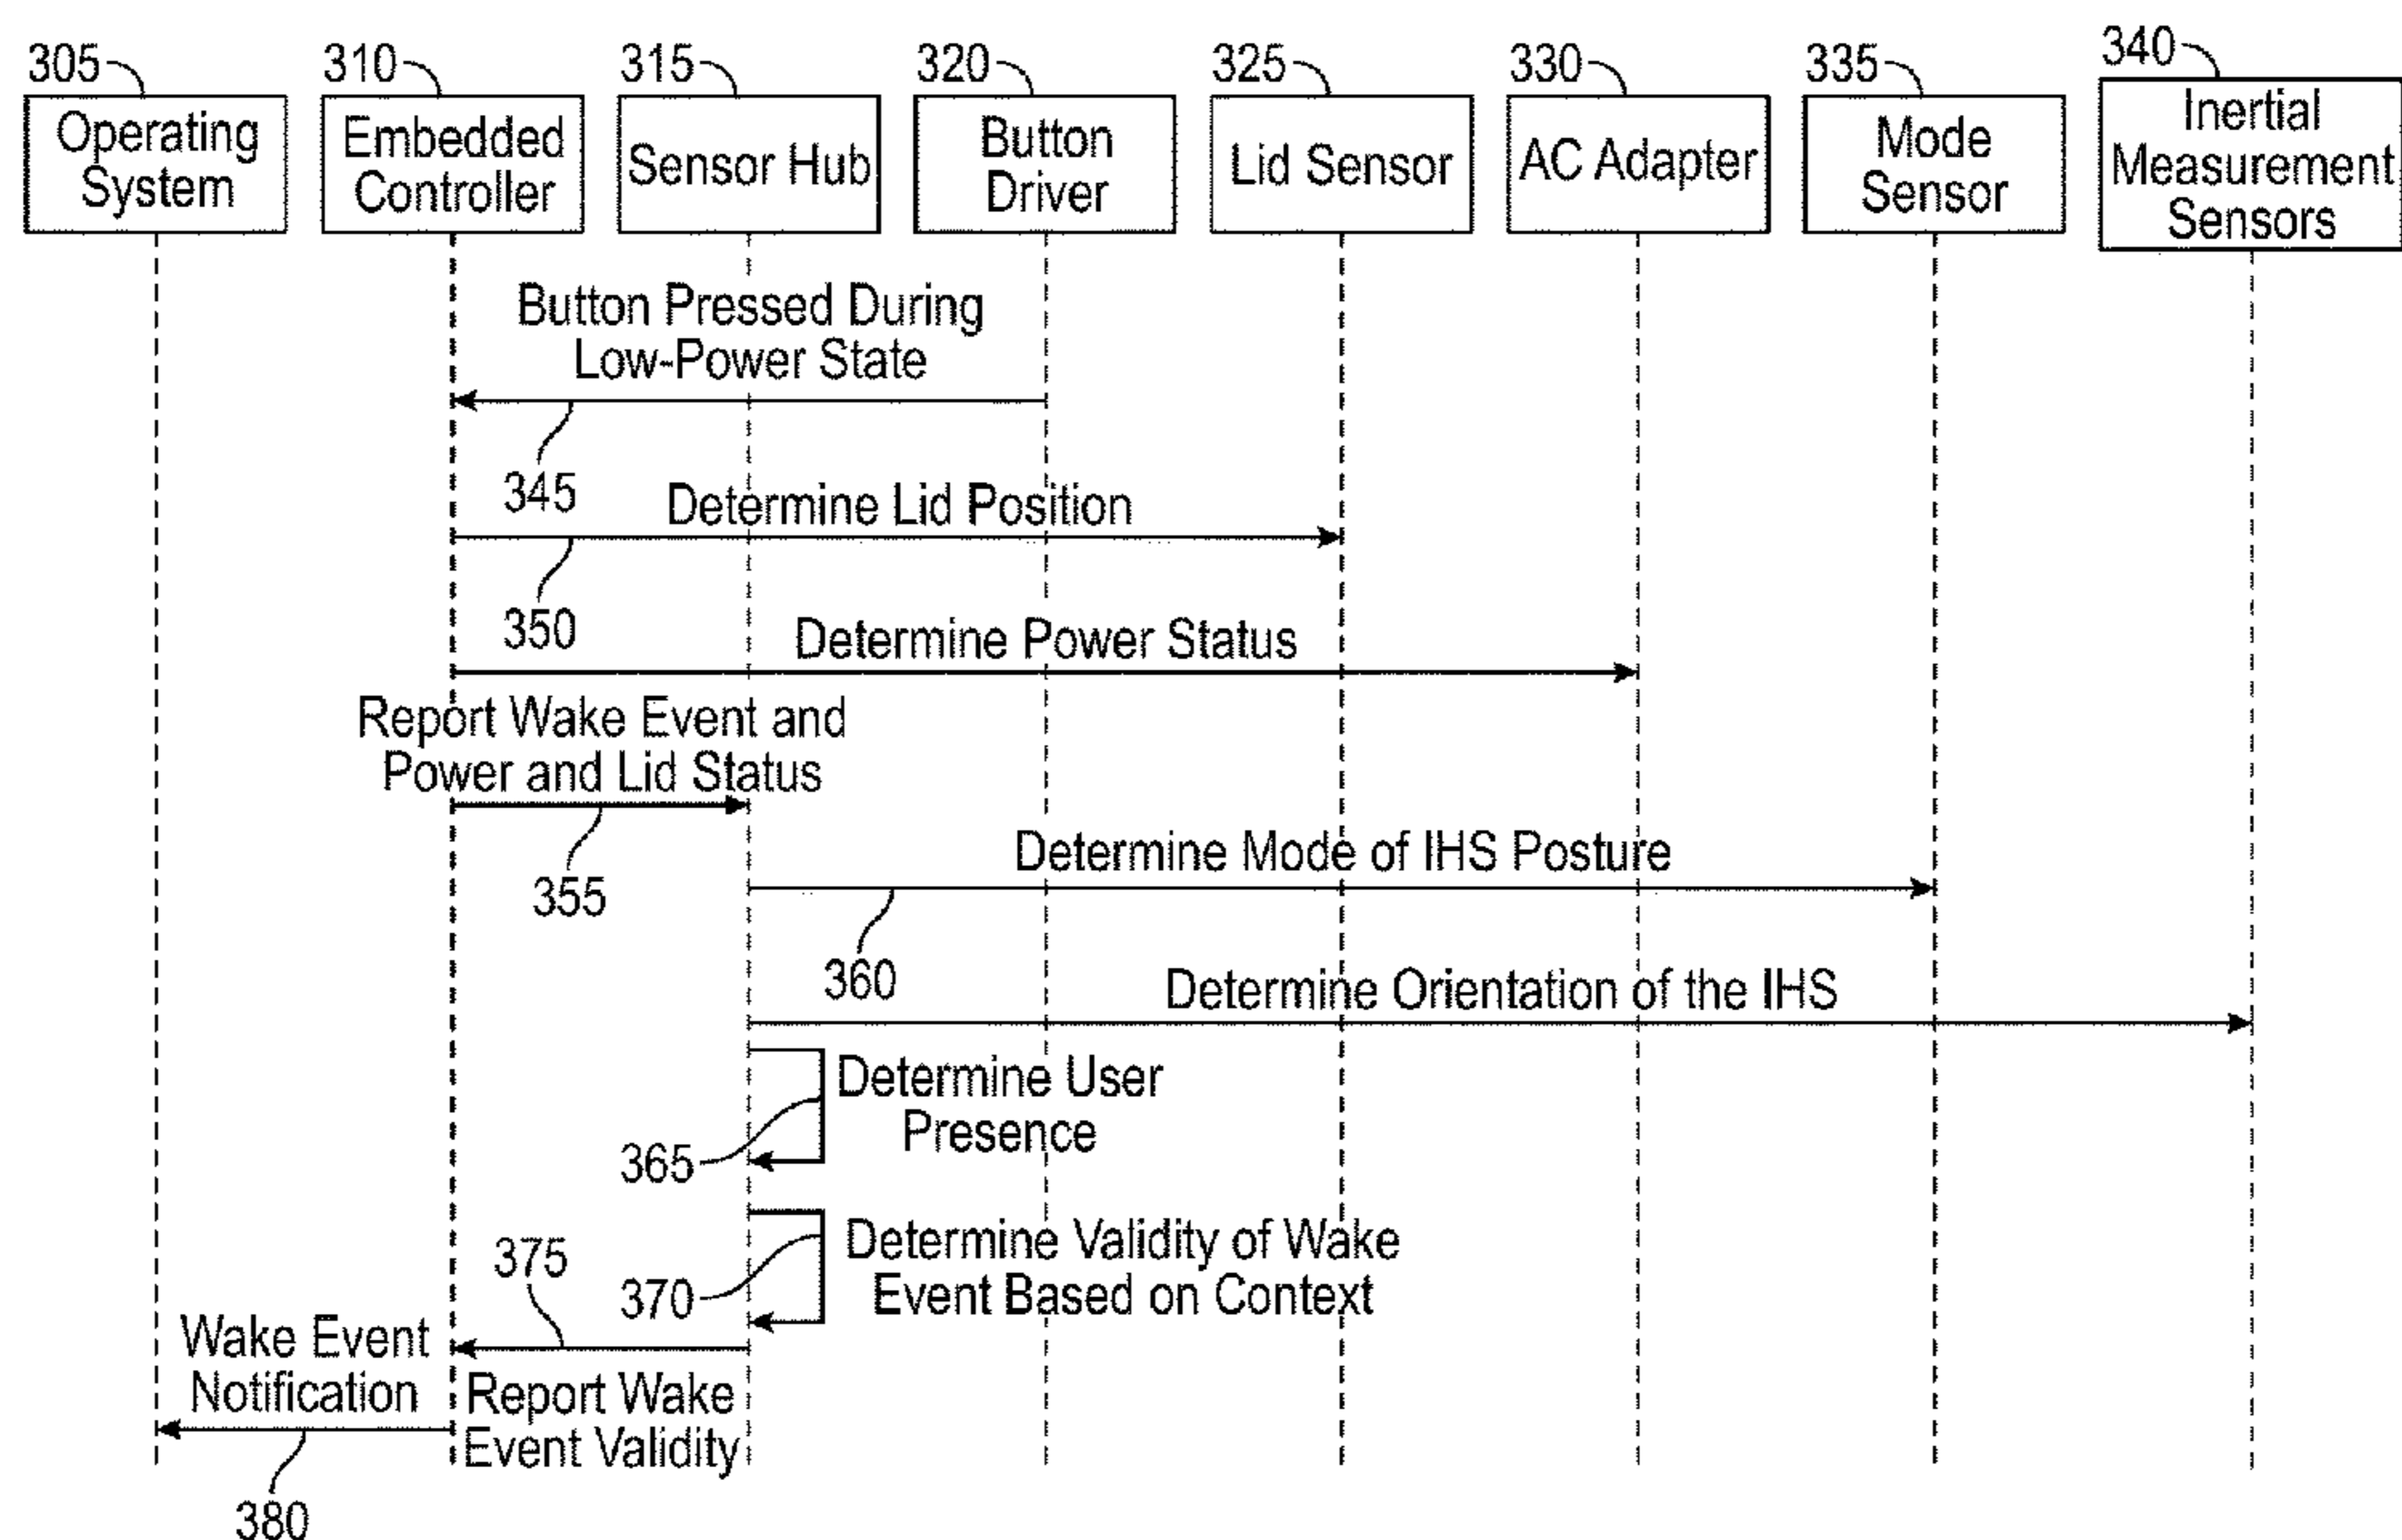 305
310
315
320
325
330
335
340
Operating
System
Embedded
Controller
Sensor Hub
Button
Driver
Lid Sensor
AC Adapter
Mode
Sensor
Inertial
Measurement
Sensors
Button Pressed During
Low-Power State
345
Determine Lid Position
350
Determine Power Status
Report Wake Event and
Power and Lid Status
355
Determine Mode of IHS Posture
360
Determine Orientation of the IHS
Determine User
Presence
365
Determine Validity of Wake
Event Based on Context
370
375
Report Wake
Event Validity
Wake Event
Notification
380